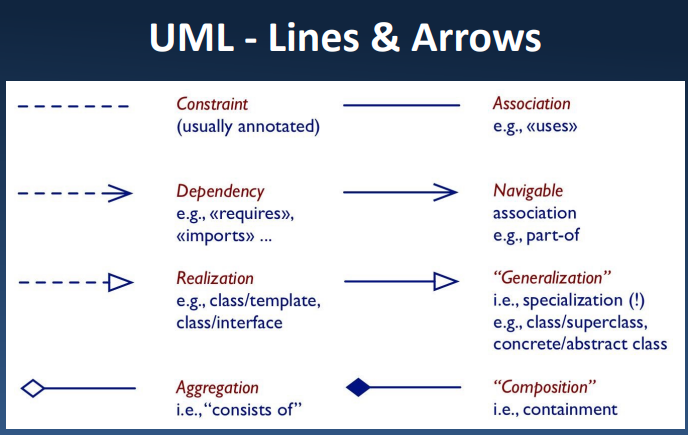 UML - Lines & Arrows
Constraint
(usually annotated)
Association
e.g., «uses»
Dependency
e.g., «requires»,
«imports» ...
Navigable
association
e.g., part-of
Realization
e.g., class/template,
class/interface
“Generalization”
i.e., specialization (!)
e.g., class/superclass,
concrete/abstract class
Aggregation
i.e., “consists of”
“Composition”
i.e., containment